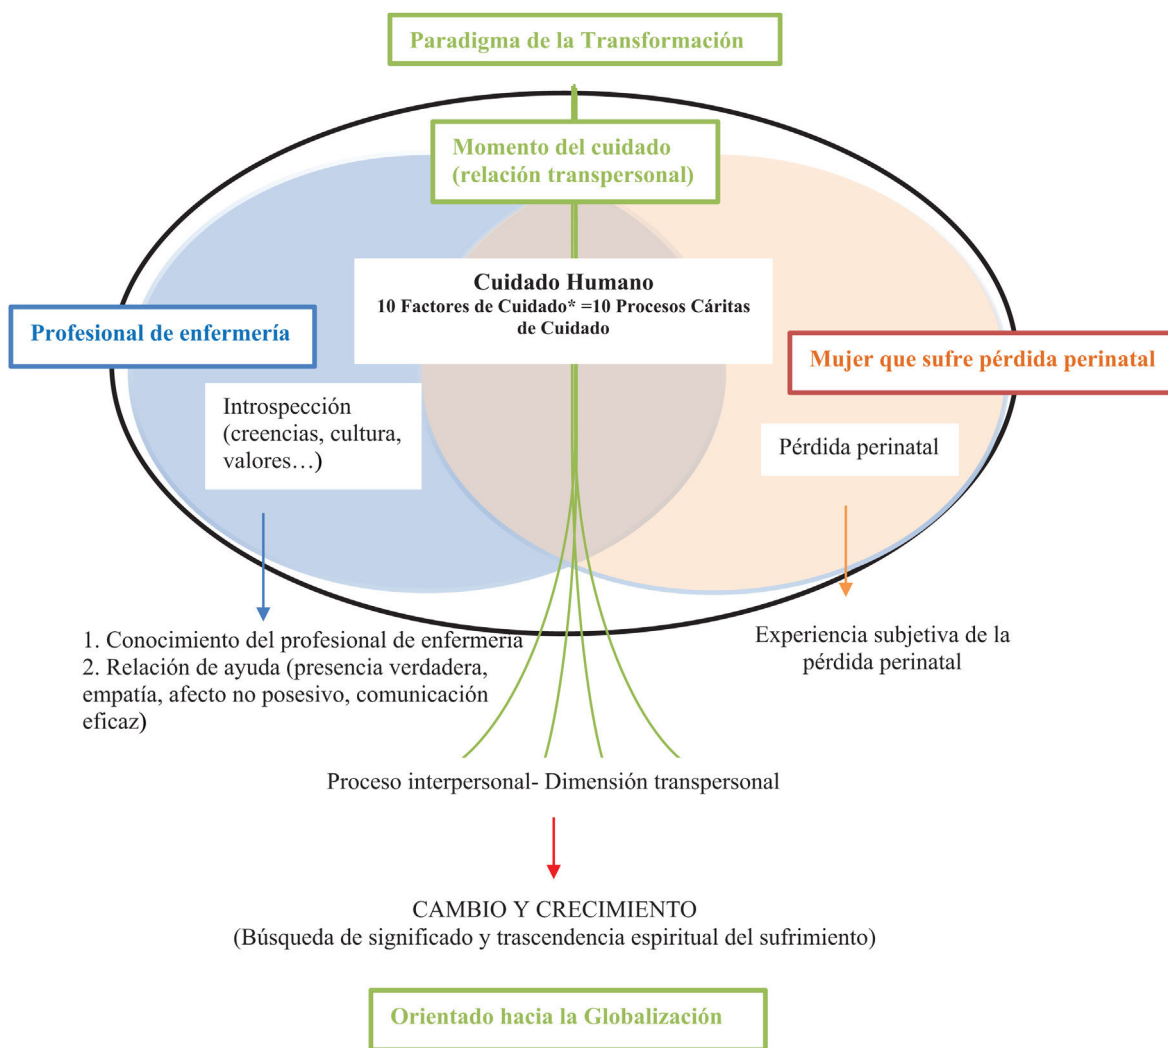 Paradigma de la Transformación
Momento del cuidado
(relación transpersonal)
Cuidado Humano
10 Factores de Cuidado* =10 Procesos Cáritas
de Cuidado
Profesional de enfermería
Mujer que sufre pérdida perinatal
Introspección
(creencias, cultura,
valores…)
Pérdida perinatal
1. Conocimiento del profesional de enfermería
2. Relación de ayuda (presencia verdadera,
empatía, afecto no posesivo, comunicación
eficaz)
Experiencia subjetiva de la
pérdida perinatal
Proceso interpersonal- Dimensión transpersonal
CAMBIO Y CRECIMIENTO
(Búsqueda de significado y trascendencia espiritual del sufrimiento)
Orientado hacia la Globalización